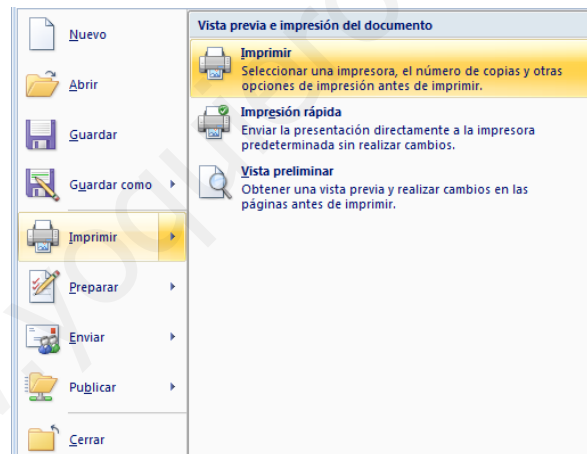 Nuevo
Abrir
Guardar
Guardar como
Imprimir
Preparar
Enviar
Publicar
Cerrar
Vista previa e impresión del documento
Imprimir
Seleccionar una impresora, el número de copias y otras
opciones de impresión antes de imprimir.
Impresión rápida
Enviar la presentación directamente a la impresora
predeterminada sin realizar cambios.
Vista preliminar
Obtener una vista previa y realizar cambios en las
páginas antes de imprimir.